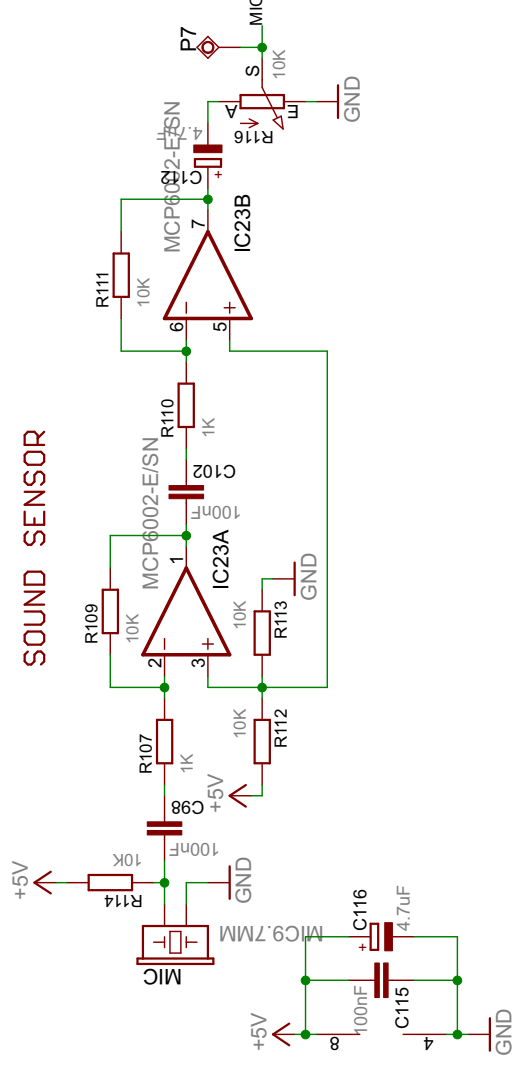 SOUND SENSOR
MIC
P7
S
10K
A
E
R116
GND
4.7uF
C112
+
MCP6002-E/SN
7
IC23B
R111
10K
6
5
R110
1K
MCP6002-E/SN
C102
100nF
1
IC23A
R109
10K
2
3
10K
R113
GND
R107
1K
10K
R112
+5V
C98
100nF
+5V
10K
R114
GND
MIC9.7MM
MIC
C116
4.7uF
+
100nF
C115
+5V
8
4
GND